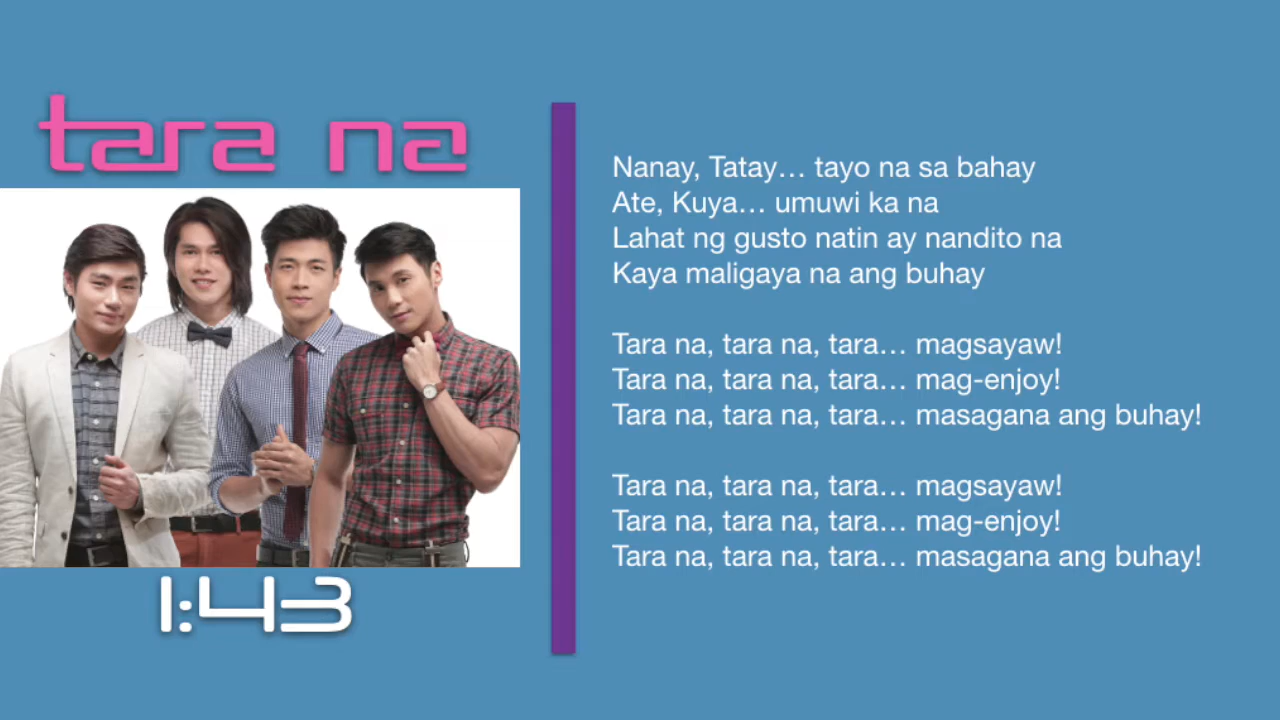 tara na
1:43
Nanay, Tatay… tayo na sa bahay
Ate, Kuya… umuwi ka na
Lahat ng gusto natin ay nandito na
Kaya maligaya na ang buhay
Tara na, tara na, tara… magsayaw!
Tara na, tara na, tara… mag-enjoy!
Tara na, tara na, tara… masagana ang buhay!
Tara na, tara na, tara… magsayaw!
Tara na, tara na, tara… mag-enjoy!
Tara na, tara na, tara… masagana ang buhay!